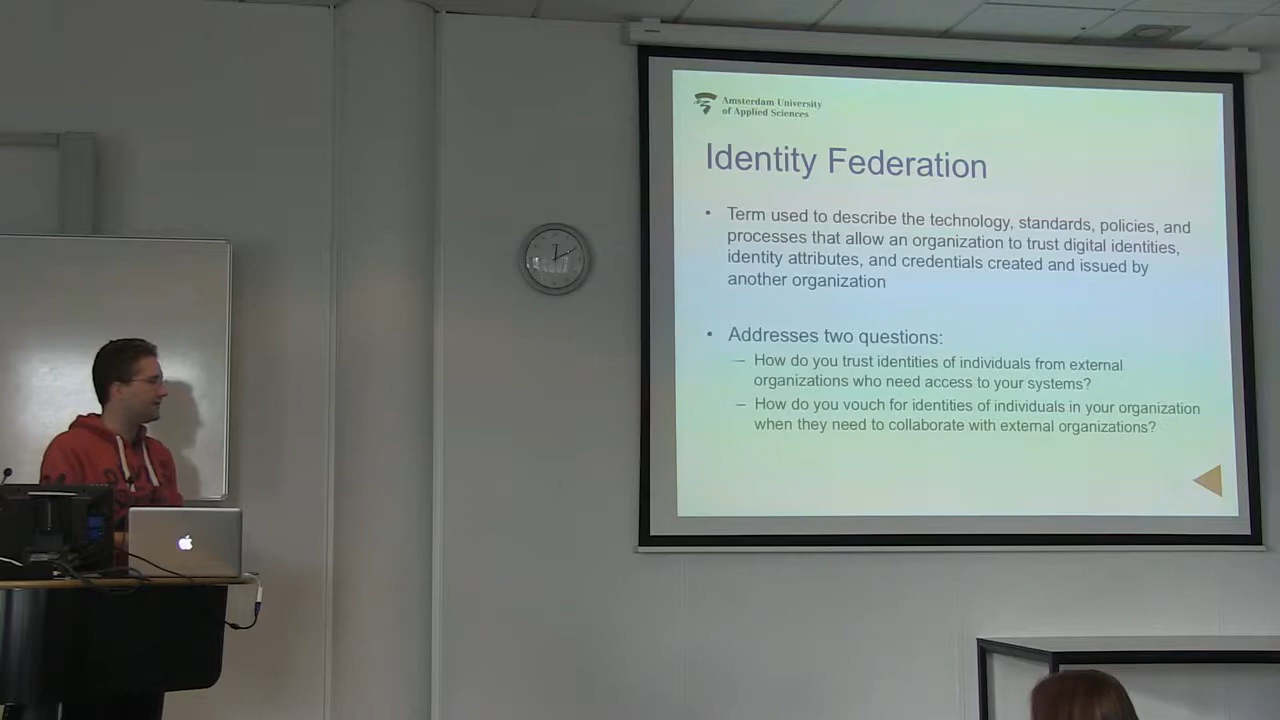 Amsterdam University
of Applied Sciences
Identity Federation
• Term used to describe the technology, standards, policies, and
processes that allow an organization to trust digital identities,
identity attributes, and credentials created and issued by
another organization
• Addresses two questions:
– How do you trust identities of individuals from external
organizations who need access to your systems?
– How do you vouch for identities of individuals in your organization
when they need to collaborate with external organizations?